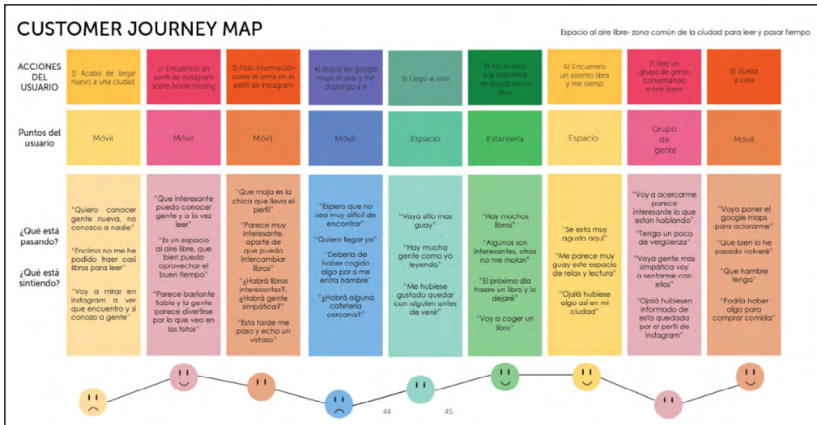 CUSTOMER JOURNEY MAP
Espacio al aire libre- zona común de la ciudad para leer y pasar tiempo
ACCIONES
DEL
USUARIO
1) Acabo de llegar
nuevo a una ciudad
2) Encuentro un
perfil de instagram
sobre bookcrossing
3) Pido información
sobre el tema en el
perfil de instagram
4) Busco en google
maps el sitio y me
dispongo a ir
5) Llego al sitio
a la estantería
en busca de un
libro
6) Encuentro
un asiento libre
y me siento
7) Veo un
grupo de gente
conversando
sobre libros
8) Vuelta
a casa
Puntos del
usuario
Móvil
Móvil
Móvil
Móvil
Espacio
Estantería
Espacio
Grupo
de
gente
Móvil
¿Qué está
pasando?
¿Qué está
sintiendo?
"Quiero conocer
gente nueva, no
conozco a nadie"
"Encima no me he
podido traer casi
libros para leer"
"Voy a mirar en
instagram a ver
que encuentro y si
conozo a gente"
"Que interesante
puedo conocer
gente y a la vez
leer"
"Es un espacio
al aire libre, que
bien puedo
aprovechar el
buen tiempo"
"Parece bastante
fiable y la gente
parece divertirse
por lo que veo en
las fotos"
"Que maja es la
chica que lleva el
perfil"
"Parece muy
interesante,
aparte de
que puedo
intercambiar
libros"
"¿Habrá libros
interesantes?,
¿Habrá gente
simpática?"
"Esta tarde me
paso y echo un
vistazo"
"Espero que no
sea muy difícil de
encontrar"
"Quiero llegar ya"
"Debería de
haber cogido
algo por si me
entra hambre"
"¿Habrá alguna
cafetería
cercana?"
"Vaya sitio mas
guay"
"Hay mucha
gente como yo
leyendo"
"Me hubiese
gustado quedar
con alguien antes
de venir"
"Hay muchos
libros"
"Algunos son
interesantes, otros
no me molan"
"El próximo día
traere un libro y lo
dejaré"
"Voy a coger un
libro"
"Se esta muy
agusto aquí"
"Me parece muy
guay este espacio
de relax y lectura"
"Ojalá hubiese
algo así en mi
ciudad"
"Voy a acercarme
parece
interesante lo que
estan hablando"
"Tengo un poco
de vergüenza"
"Vaya gente mas
simpática voy a
sentarme con
ellos"
"Ojalá hubiesen
informado de
esta quedada
por el perfil de
instagram"
"Voya poner el
google maps
para aclararme"
"Que bien lo he
pasado volveré"
"Que hambre
tengo"
"Podría haber
algo para
comprar comida"
44
45